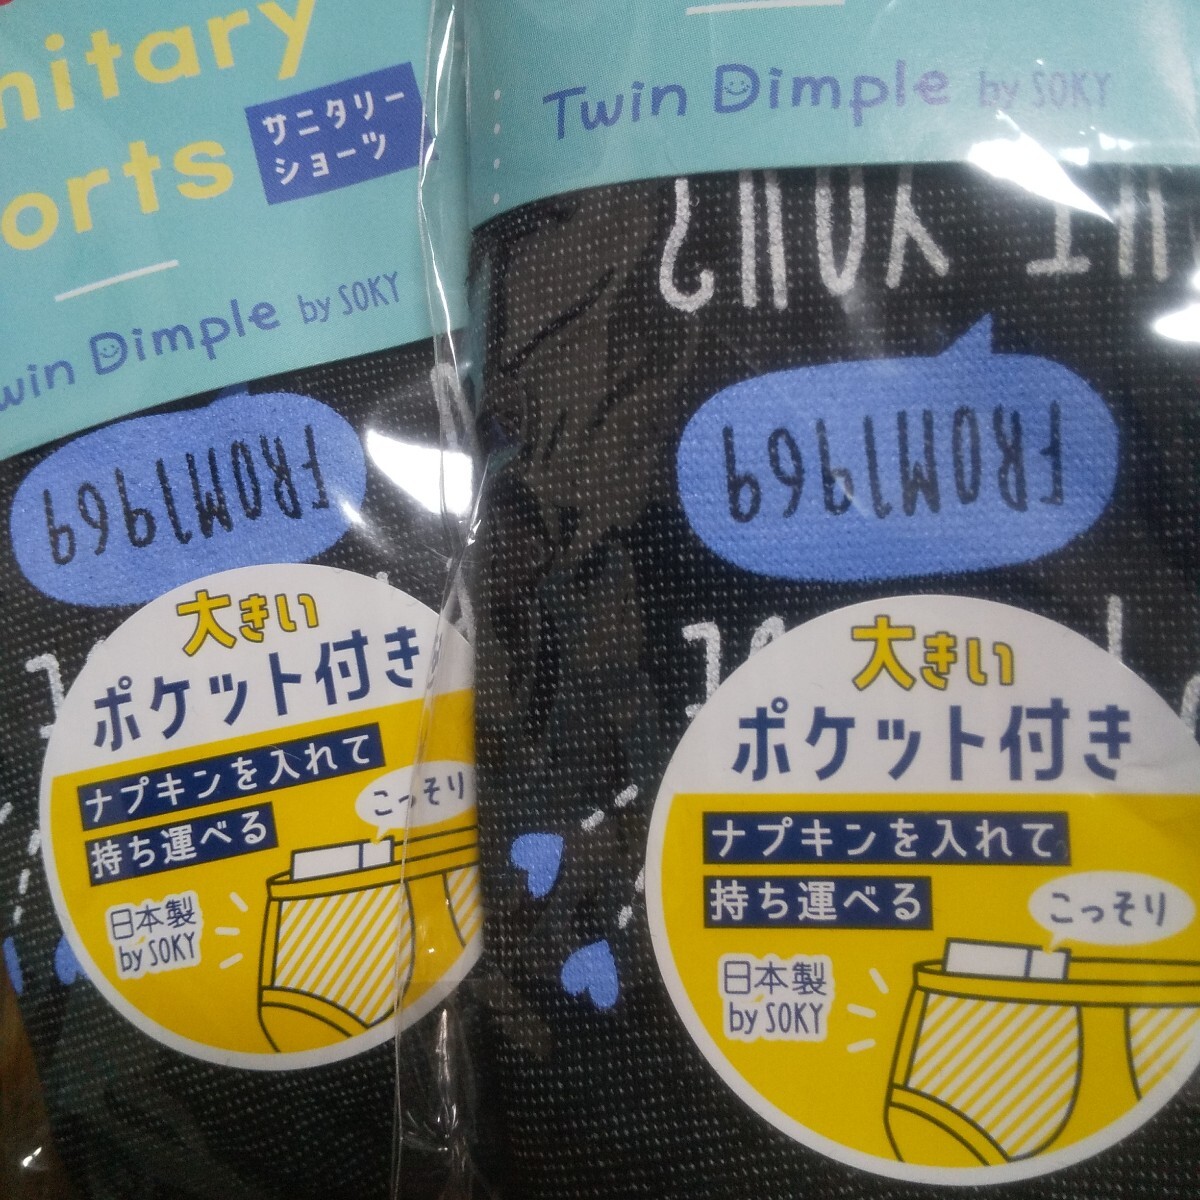 nitary
orts
サニタリー
ショーツ
win Dimple by SOKY
FROM1969
大きい
ポケット付き
ナプキンを入れて
持ち運べる
こっそり
日本製
by SOKY
Twin Dimple by SOKY
YOU?
FROM1969
大きい
ポケット付き
ナプキンを入れて
持ち運べる
こっそり
日本製
by SOKY